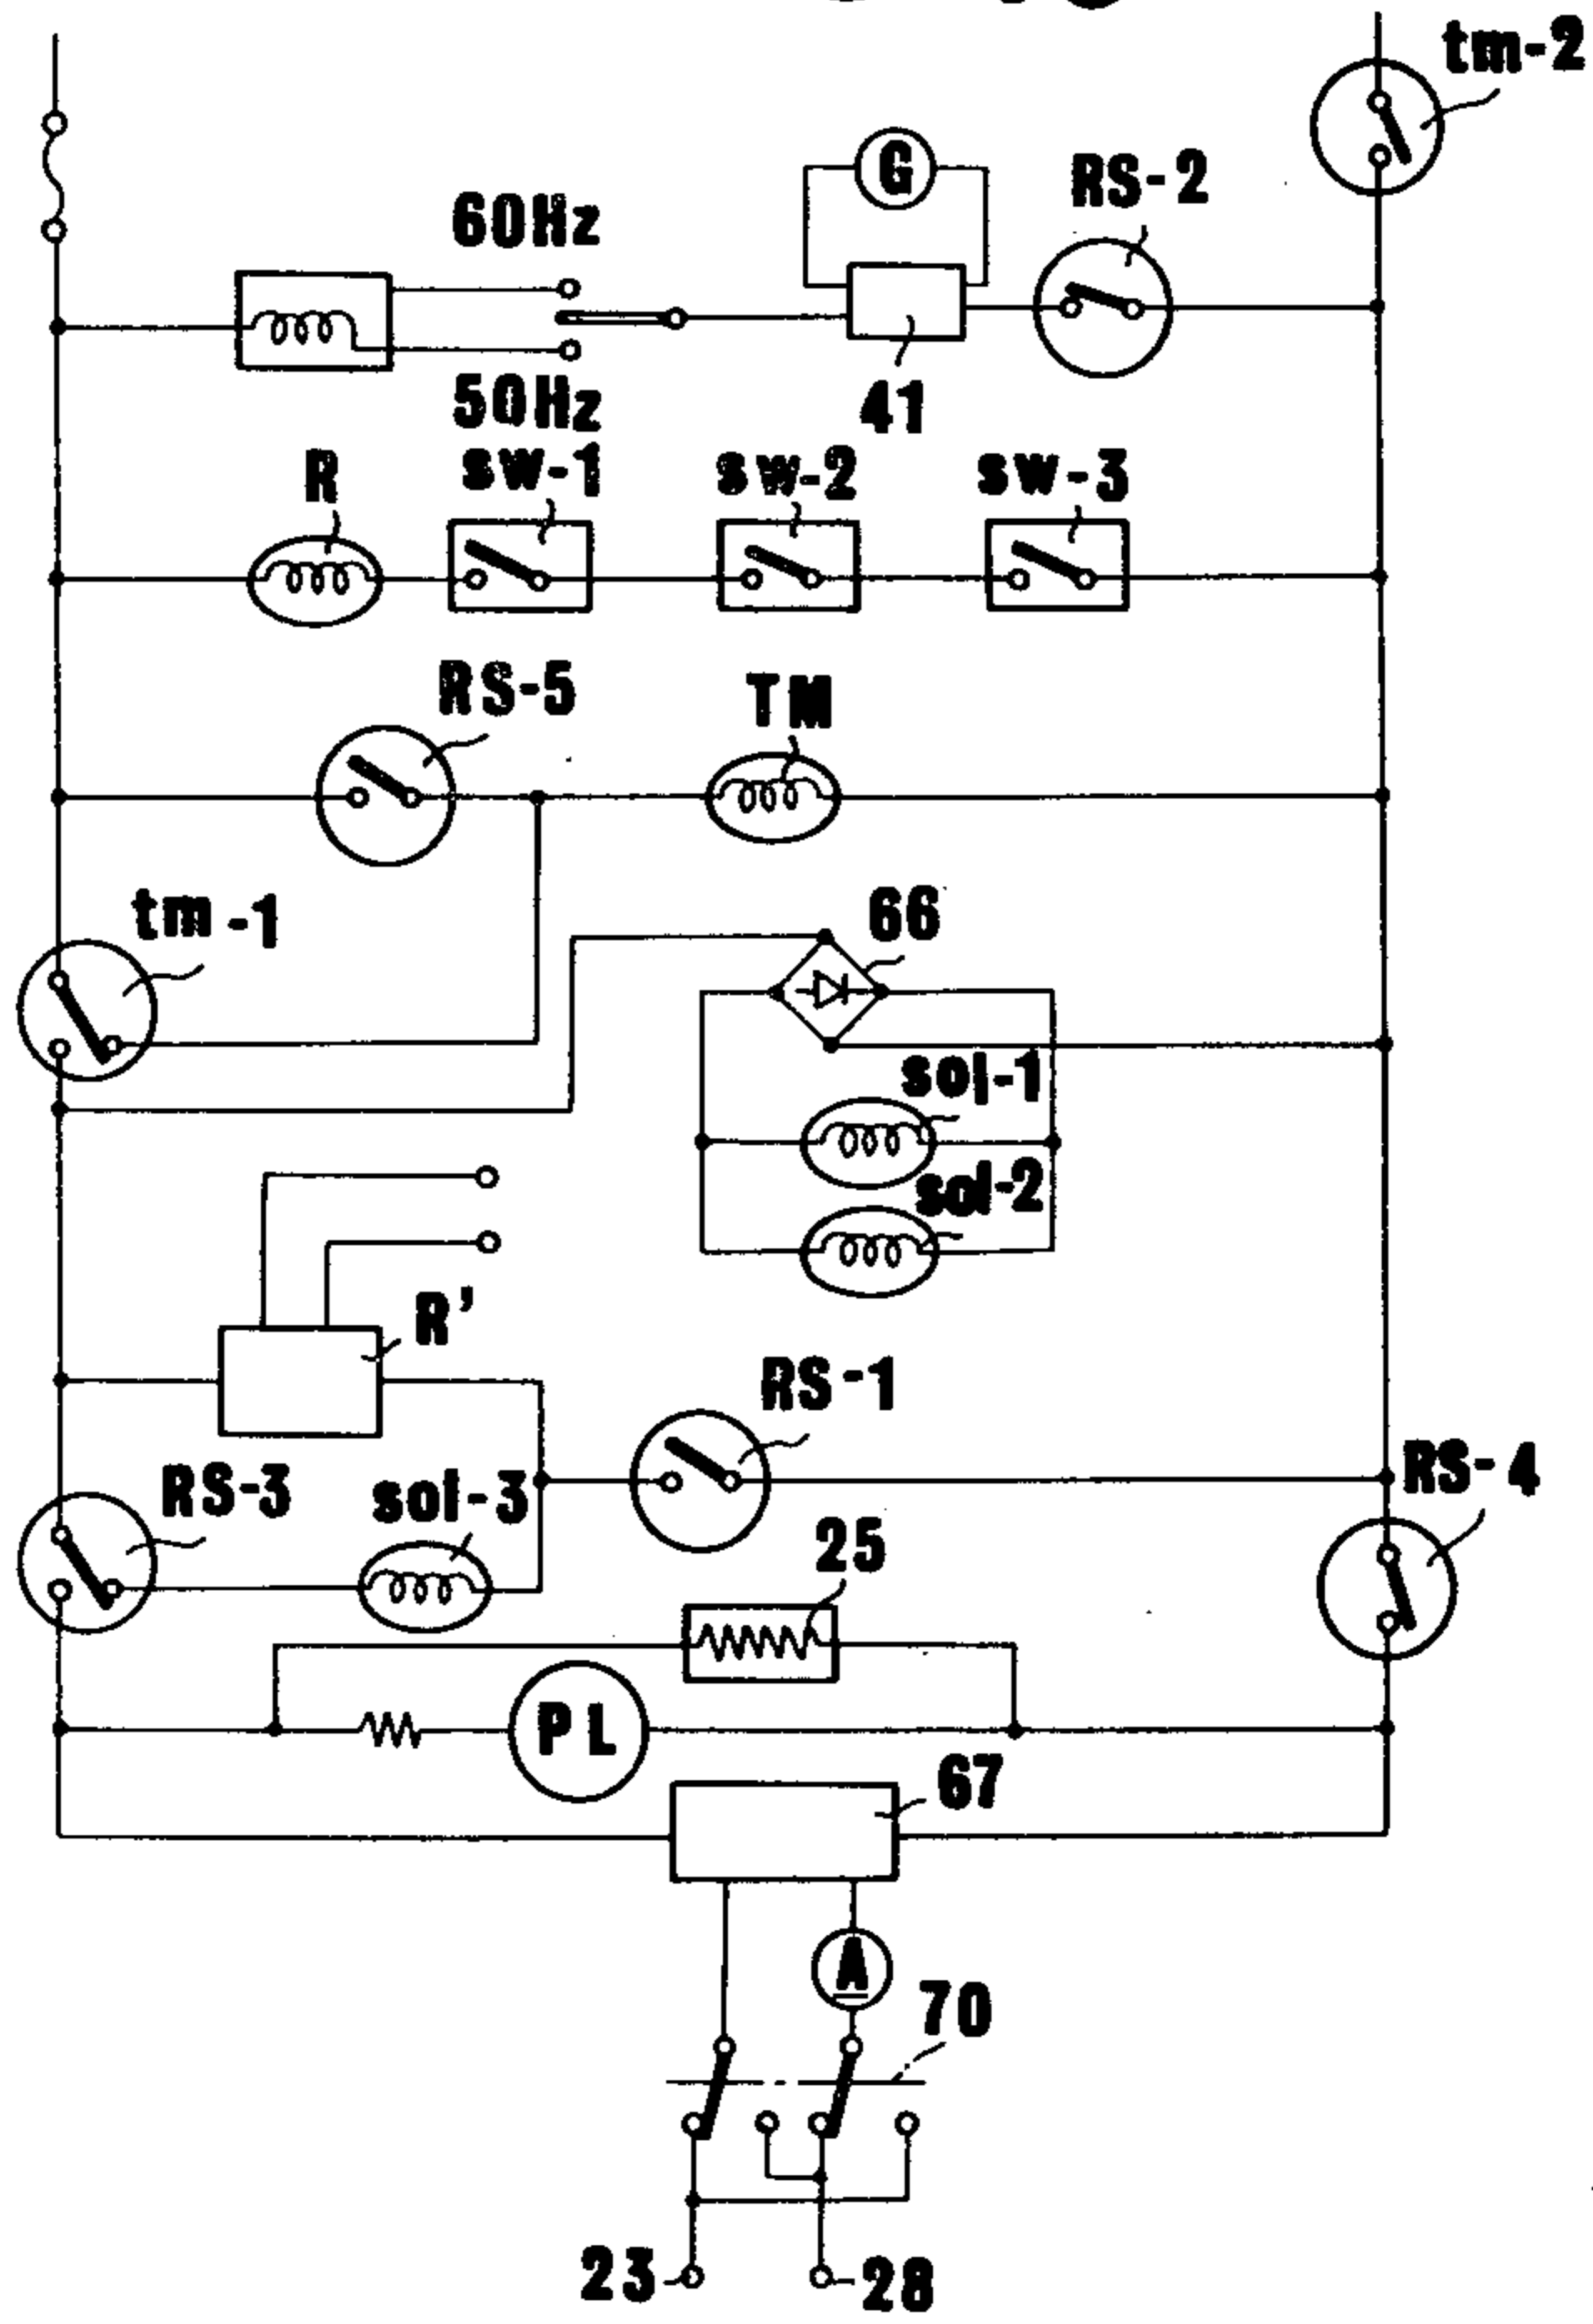 tm-2
G
RS-2
60Hz
50Hz
41
R
sw-1
sw-2
sw-3
RS-5
TM
tm-1
66
sol-1
sol-2
R'
RS-1
RS-3
sol-3
RS-4
25
PL
67
A
70
23
28